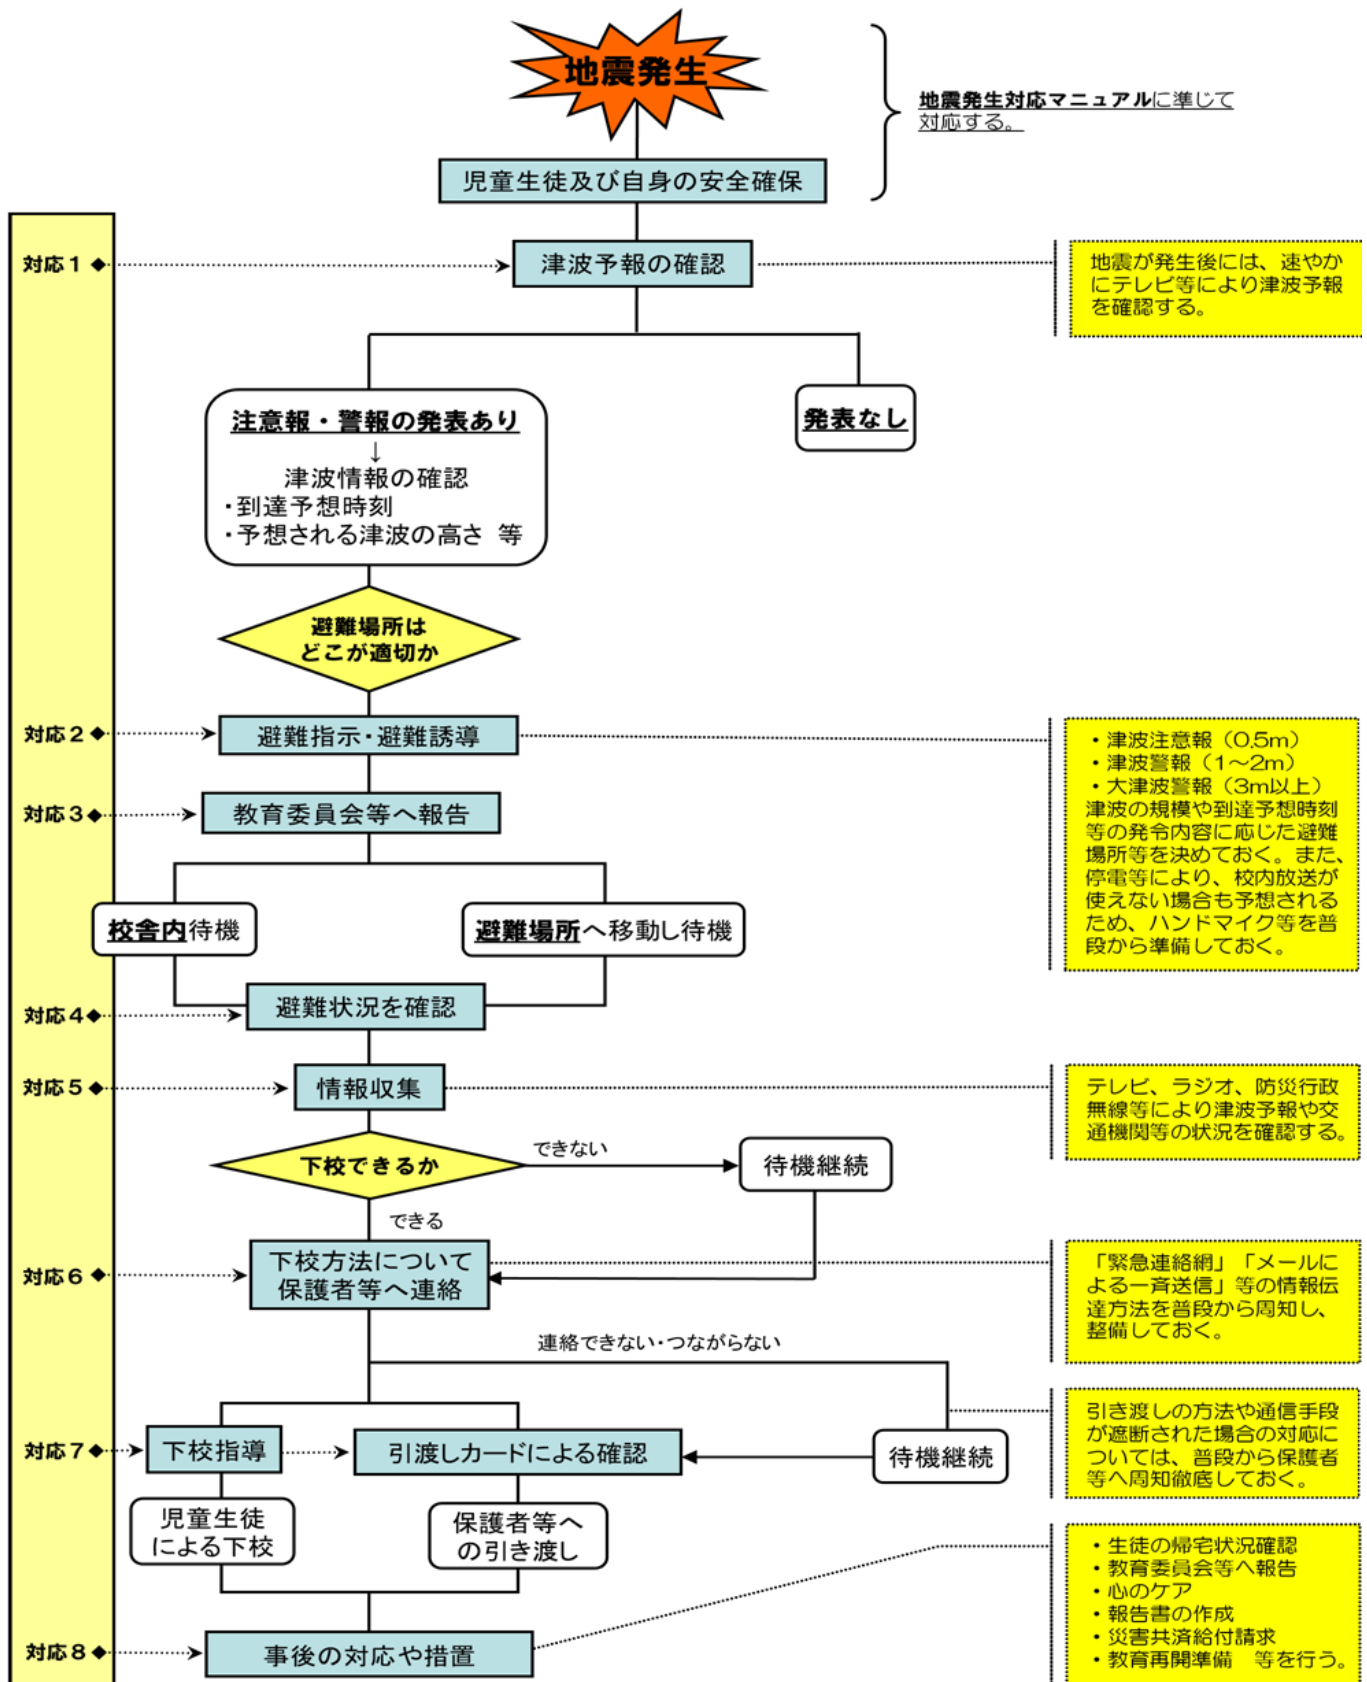 地震発生
地震発生対応マニュアルに準じて
対応する。
児童生徒及び自身の安全確保
対応1
津波予報の確認
地震が発生後には、速やか
にテレビ等により津波予報
を確認する。
注意報・警報の発表あり
↓
津波情報の確認
・到達予想時刻
・予想される津波の高さ 等
発表なし
避難場所は
どこが適切か
対応2
避難指示・避難誘導
・津波注意報(0.5m)
・津波警報(1~2m)
・大津波警報(3m以上)
津波の規模や到達予想時刻
等の発令内容に応じた避難
場所等を決めておく。また、
停電等により、校内放送が
使えない場合も予想される
ため、ハンドマイク等を普
段から準備しておく。
対応3
教育委員会等へ報告
校舎内待機
避難場所へ移動し待機
対応4
避難状況を確認
対応5
情報収集
テレビ、ラジオ、防災行政
無線等により津波予報や交
通機関等の状況を確認する。
下校できるか
できない
待機継続
できる
対応6
下校方法について
保護者等へ連絡
「緊急連絡網」「メールに
よる一斉送信」等の情報伝
達方法を普段から周知し、
整備しておく。
連絡できない・つながらない
対応7
下校指導
引渡しカードによる確認
待機継続
引き渡しの方法や通信手段
が遮断された場合の対応に
ついては、普段から保護者
等へ周知徹底しておく。
児童生徒
による下校
保護者等へ
の引き渡し
対応8
事後の対応や措置
・生徒の帰宅状況確認
・教育委員会等へ報告
・心のケア
・報告書の作成
・災害共済給付請求
・教育再開準備 等を行う。